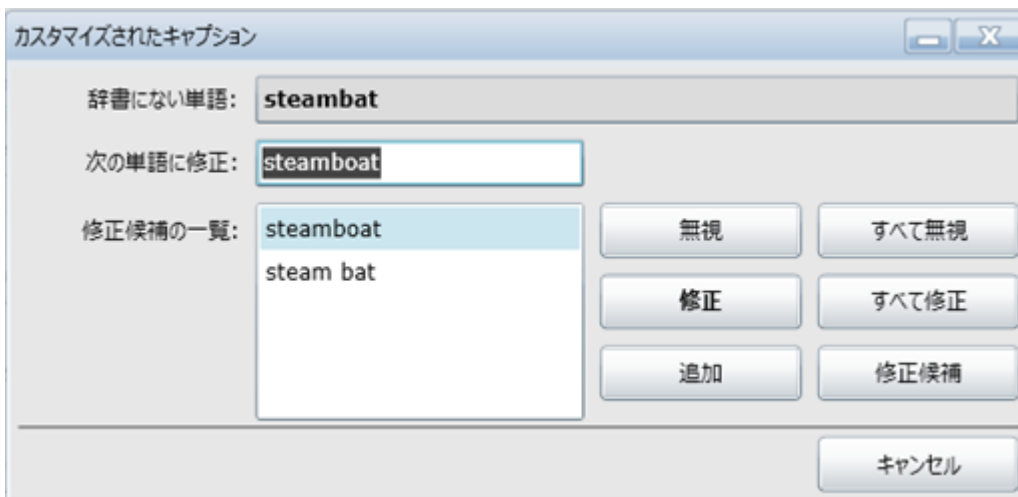 カスタマイズされたキャプション
辞書にない単語: steambat
次の単語に修正: steamboat
修正候補の一覧: steamboat
steam bat
無視 すべて無視
修正 すべて修正
追加 修正候補
キャンセル